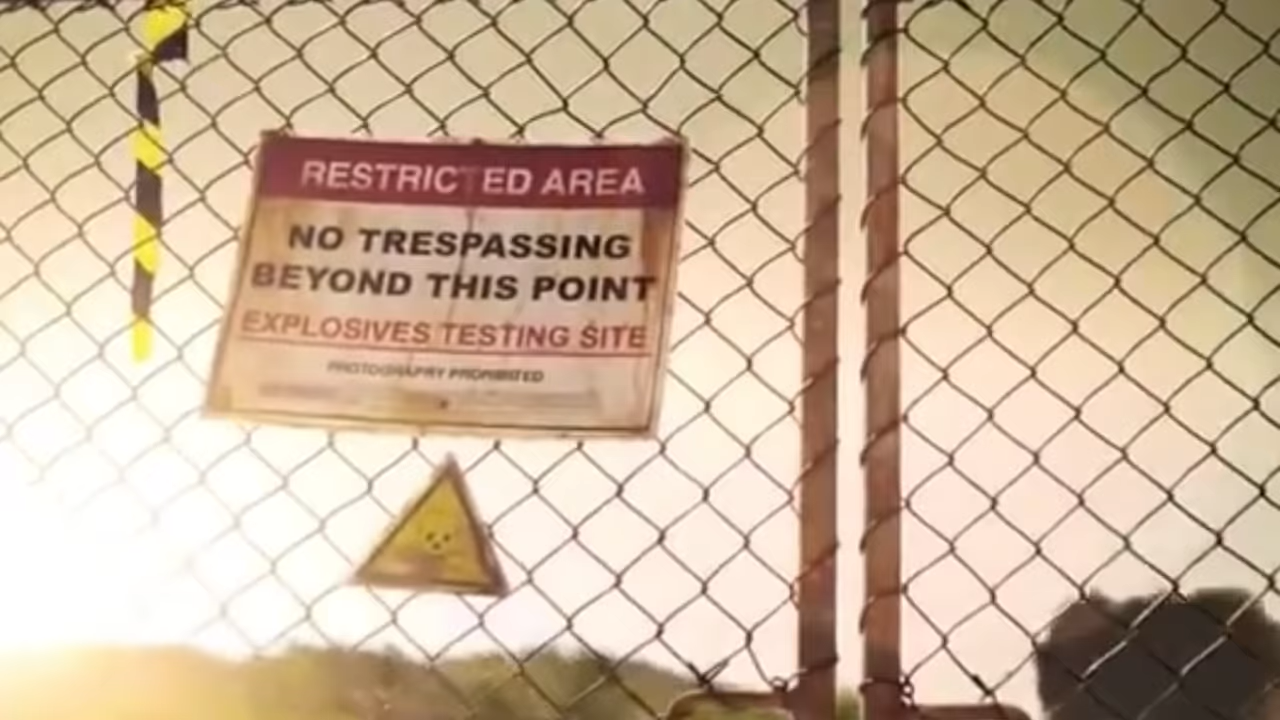 RESTRICTED AREA
NO TRESPASSING
BEYOND THIS POINT
EXPLOSIVES TESTING SITE
PHOTOGRAPHY PROHIBITED